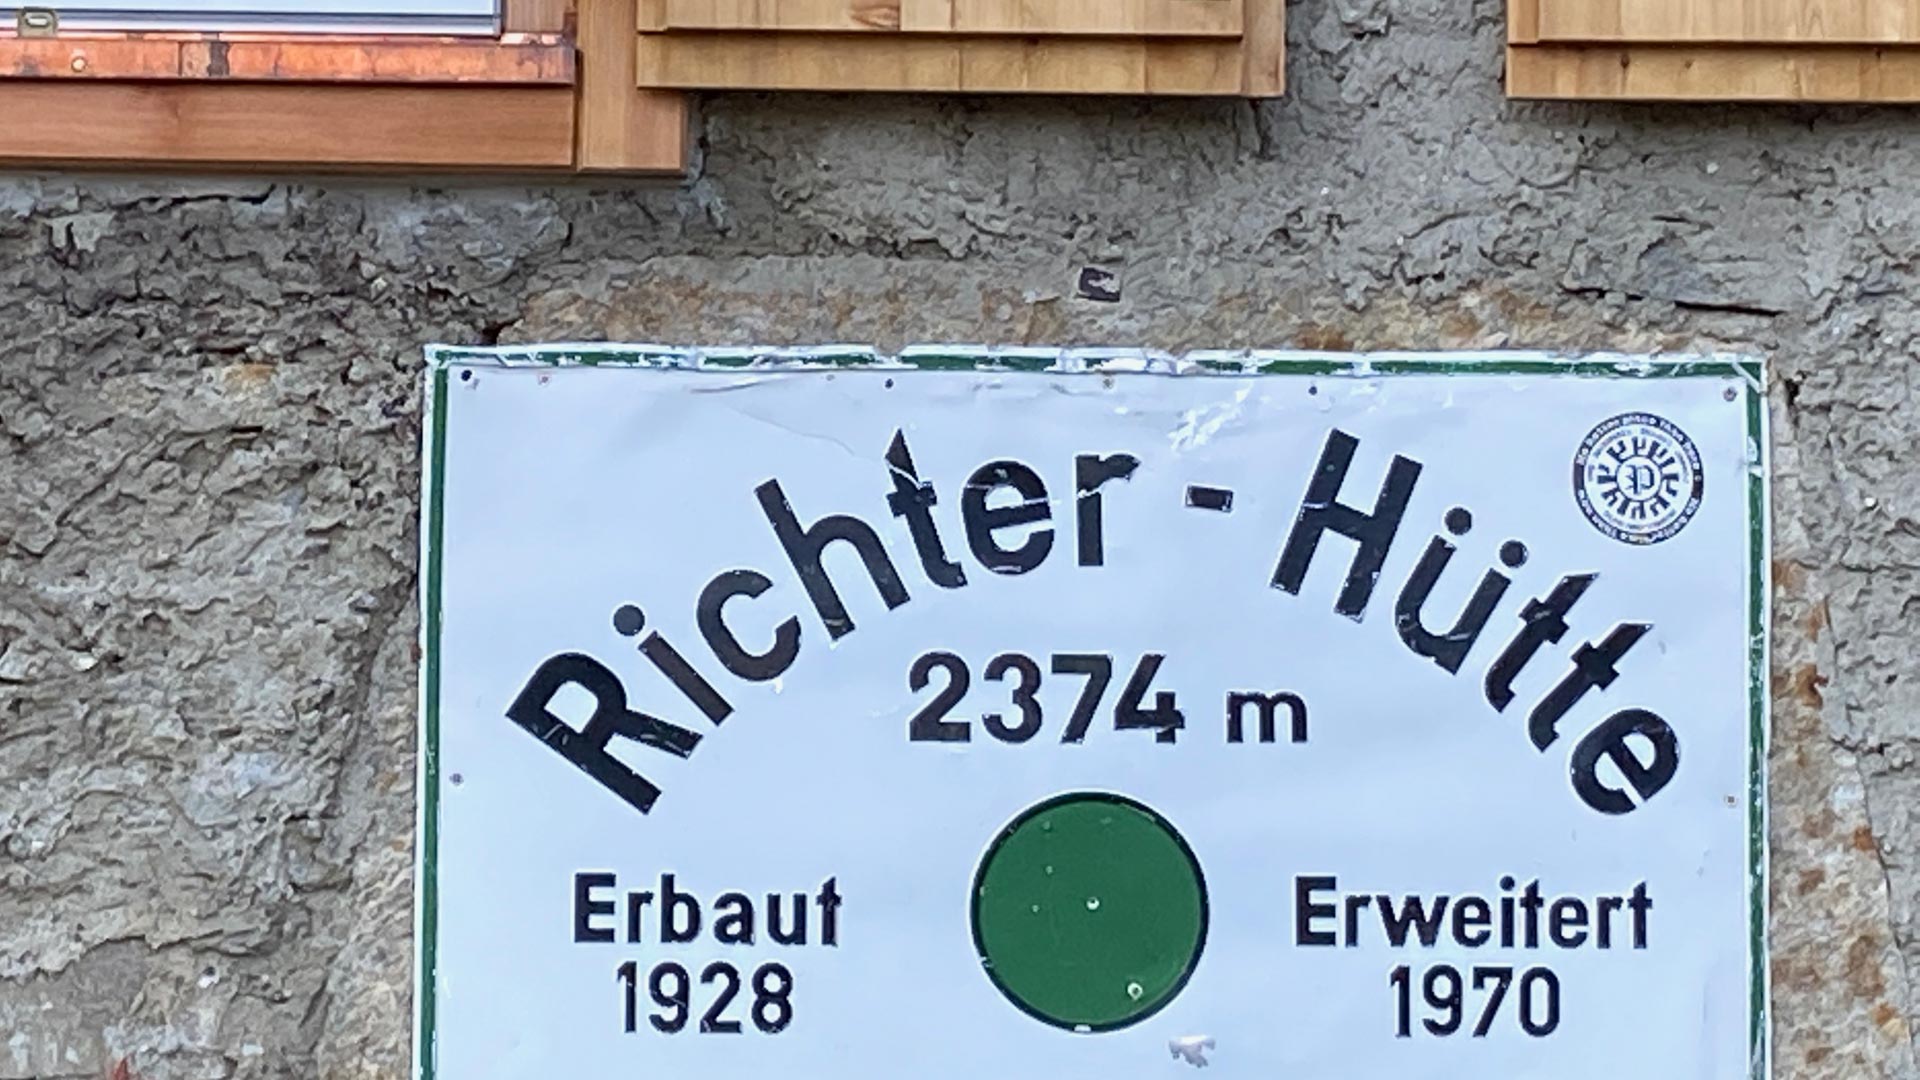 Richter-Hütte
2374 m
Erbaut
1928
Erweitert
1970
P